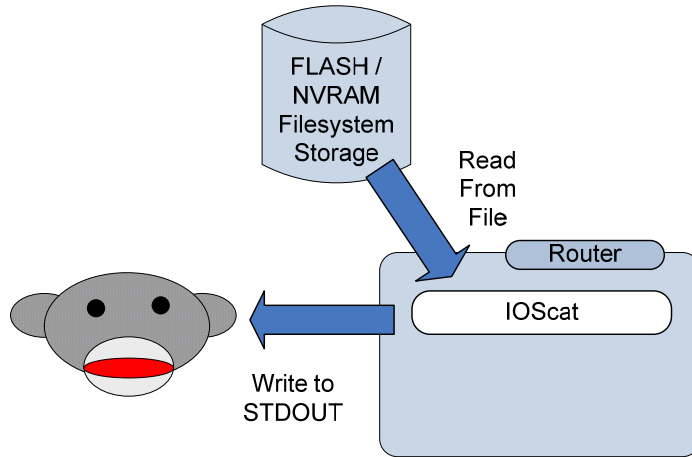 FLASH /
NVRAM
Filesystem
Storage
Read
From
File
Router
IOScat
Write to
STDOUT